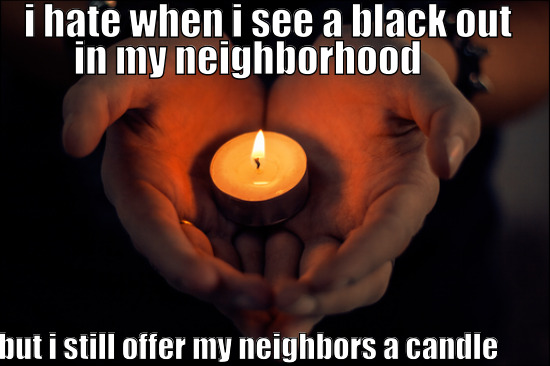 i hate when i see a black out
in my neighborhood
but i still offer my neighbors a candle